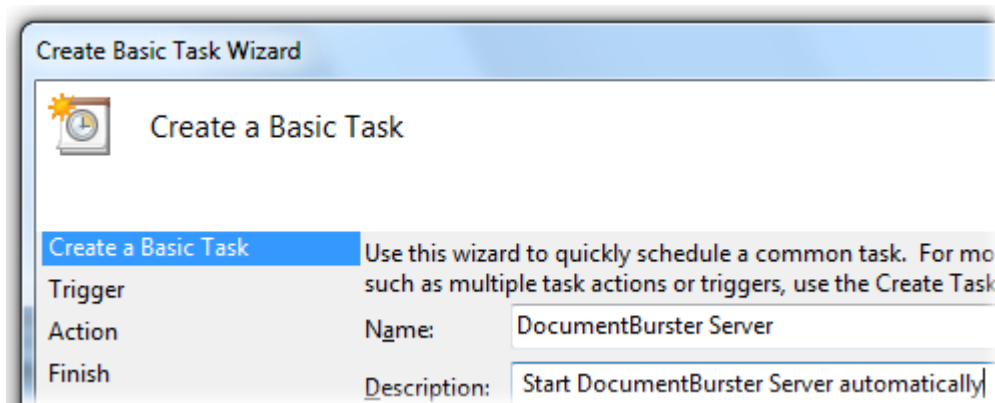 Create Basic Task Wizard
Create a Basic Task
Create a Basic Task
Trigger
Action
Finish
Use this wizard to quickly schedule a common task. For mo
such as multiple task actions or triggers, use the Create Task
Name: DocumentBurster Server
Description: Start DocumentBurster Server automatically